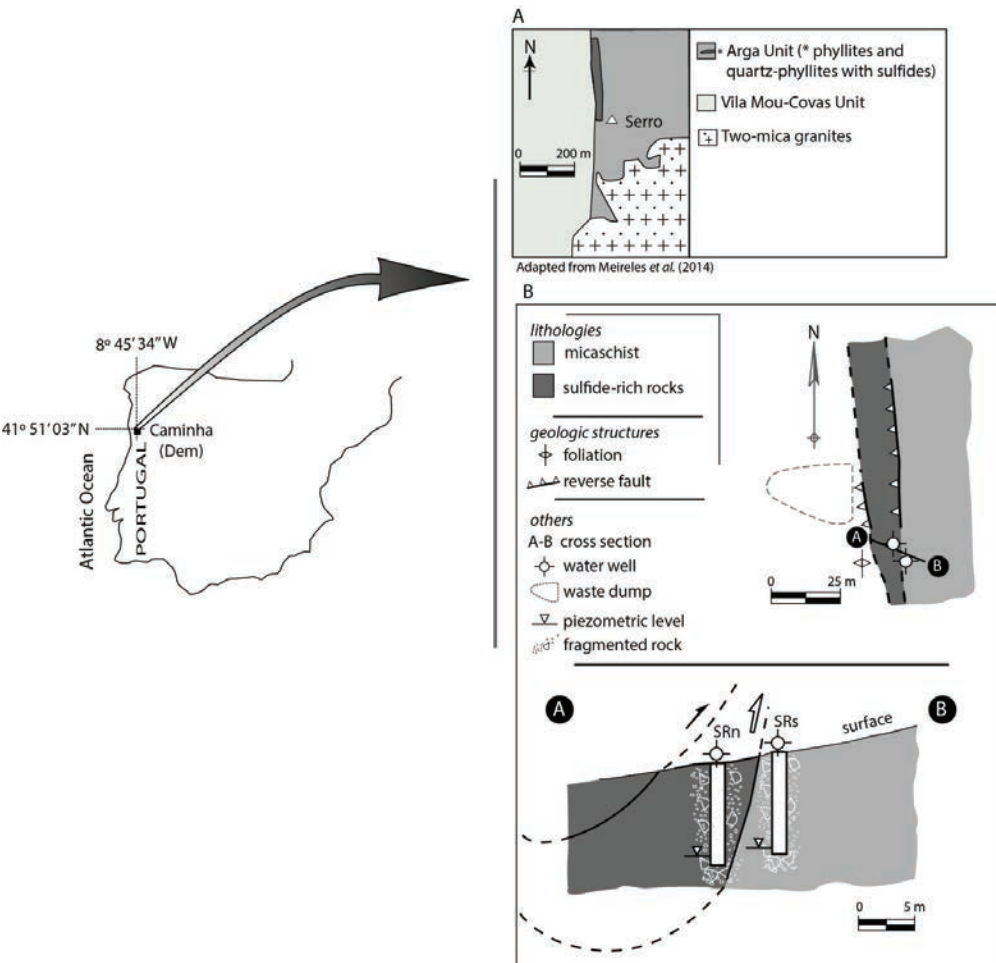 8º 45'34"W
41º 51'03"N
Caminha
(Dem)
Atlantic Ocean
PORTUGAL
A
N
Serro
0 200 m
* Arga Unit (* phyllites and
quartz-phyllites with sulfides)
Vila Mou-Covas Unit
Two-mica granites
Adapted from Meireles et al. (2014)
B
lithologies
micaschist
sulfide-rich rocks
geologic structures
foliation
reverse fault
others
A-B cross section
water well
waste dump
piezometric level
fragmented rock
N
A
B
0 25 m
A
B
SRn
SRs
surface
0 5 m